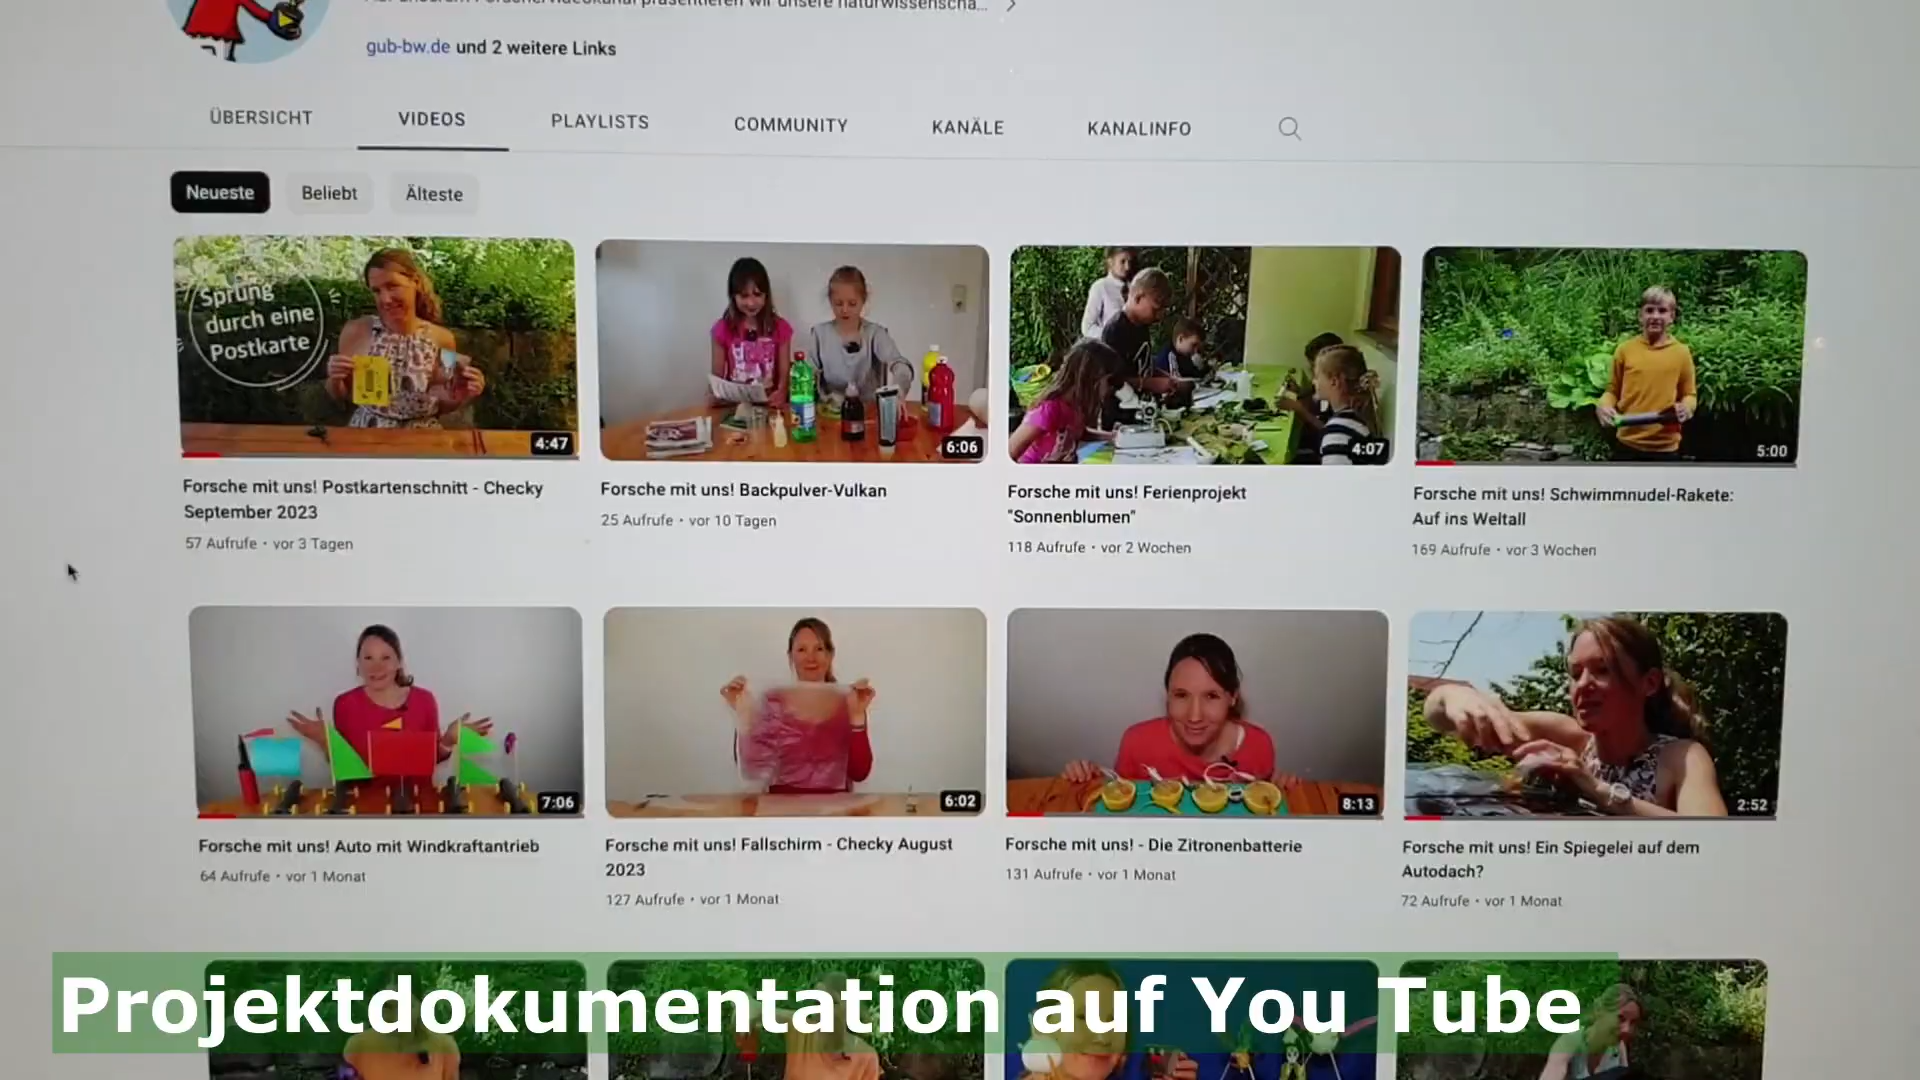 gub-bw.de und 2 weitere Links
ÜBERSICHT VIDEOS PLAYLISTS COMMUNITY KANÄLE KANALINFO
Neueste Beliebt Älteste
Sprung
durch eine
Postkarte
4:47
6:06
4:07
5:00
Forsche mit uns! Postkartenschnitt - Checky
September 2023
57 Aufrufe • vor 3 Tagen
Forsche mit uns! Backpulver-Vulkan
25 Aufrufe • vor 10 Tagen
Forsche mit uns! Ferienprojekt
"Sonnenblumen"
118 Aufrufe • vor 2 Wochen
Forsche mit uns! Schwimmnudel-Rakete:
Auf ins Weltall
169 Aufrufe • vor 3 Wochen
7:06
6:02
8:13
2:52
Forsche mit uns! Auto mit Windkraftantrieb
64 Aufrufe • vor 1 Monat
Forsche mit uns! Fallschirm - Checky August
2023
127 Aufrufe • vor 1 Monat
Forsche mit uns! - Die Zitronenbatterie
131 Aufrufe • vor 1 Monat
Forsche mit uns! Ein Spiegelei auf dem
Autodach?
72 Aufrufe • vor 1 Monat
Projektdokumentation auf You Tube